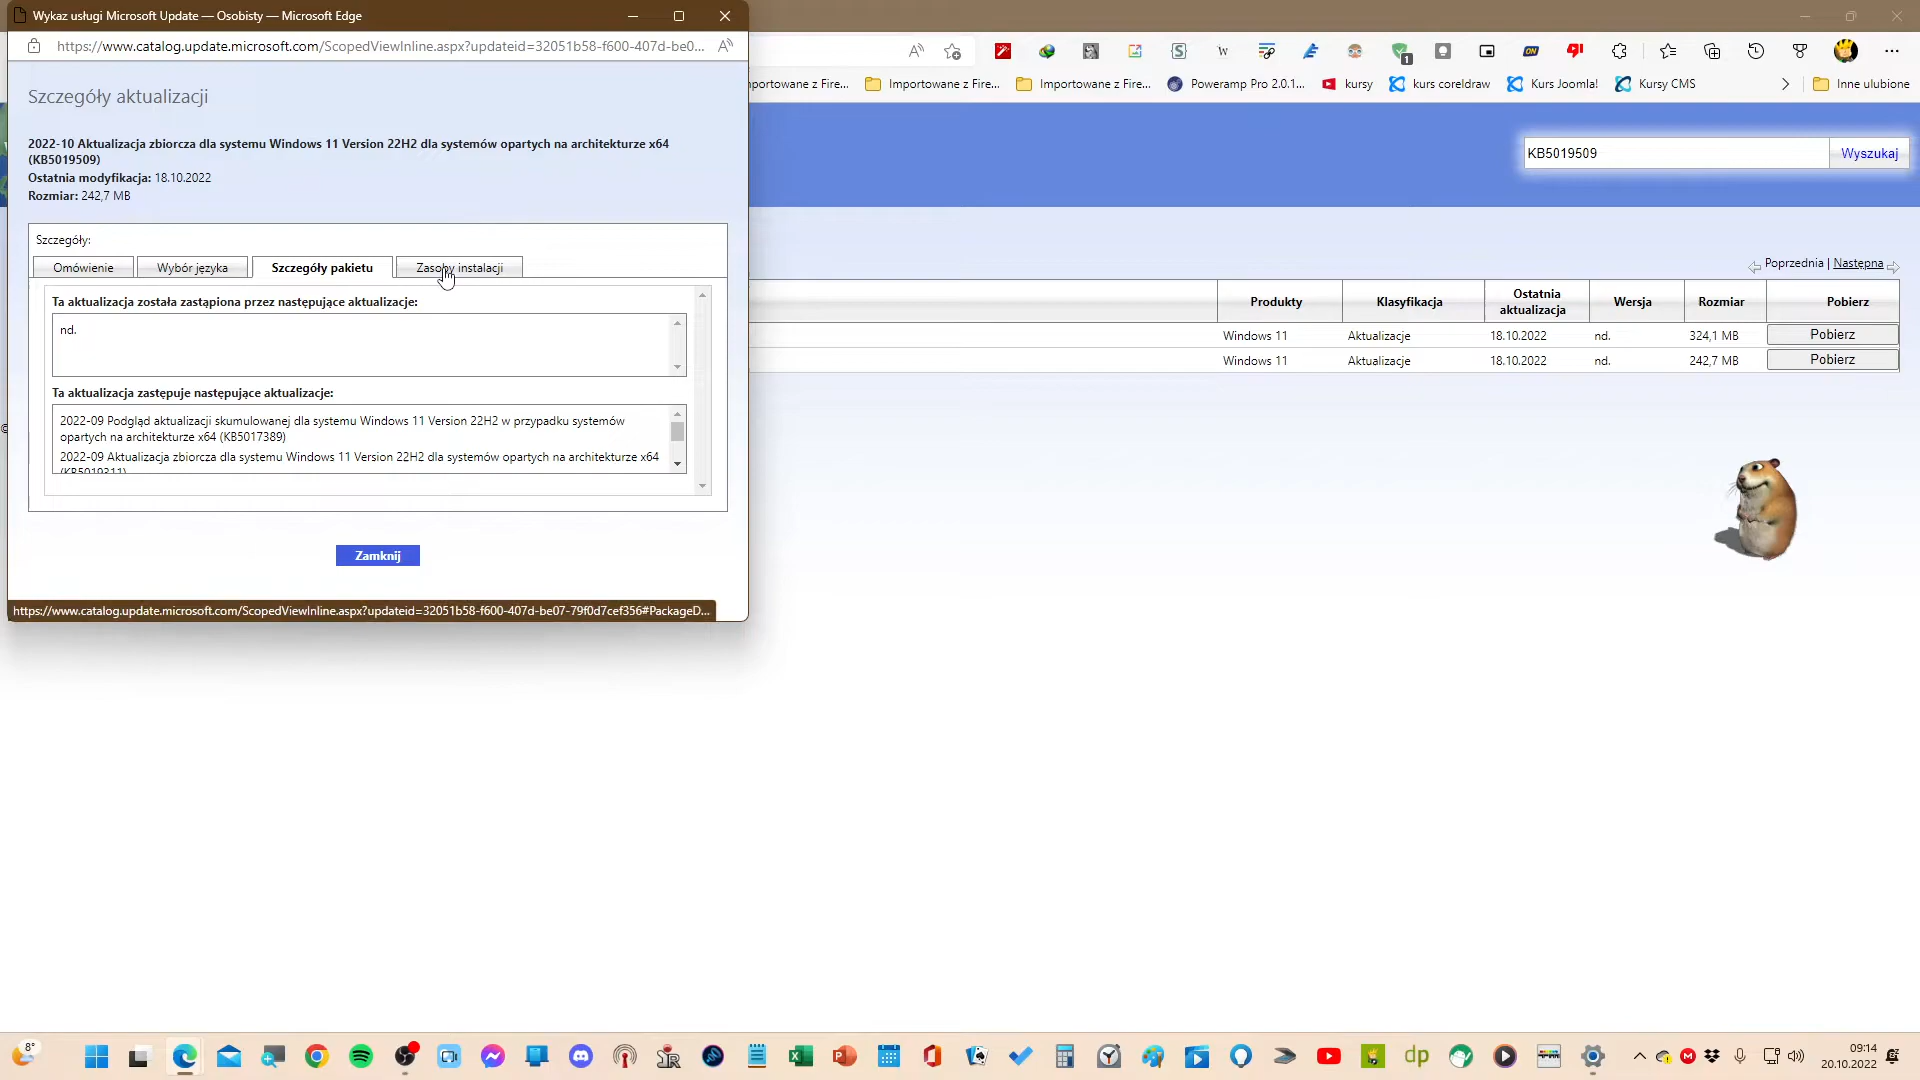 Wykaz usługi Microsoft Update — Osobisty — Microsoft Edge
https://www.catalog.update.microsoft.com/ScopedViewInline.aspx?updateid=32051b58-f600-407d-be0...
Szczegóły aktualizacji
2022-10 Aktualizacja zbiorcza dla systemu Windows 11 Version 22H2 dla systemów opartych na architekturze x64
(KB5019509)
Ostatnia modyfikacja: 18.10.2022
Rozmiar: 242,7 MB
Szczegóły:
Omówienie
Wybór języka
Szczegóły pakietu
Zasoby instalacji
Ta aktualizacja została zastąpiona przez następujące aktualizacje:
nd.
Ta aktualizacja zastępuje następujące aktualizacje:
2022-09 Podgląd aktualizacji skumulowanej dla systemu Windows 11 Version 22H2 w przypadku systemów
opartych na architekturze x64 (KB5017389)
2022-09 Aktualizacja zbiorcza dla systemu Windows 11 Version 22H2 dla systemów opartych na architekturze x64
(KB5019311)
Zamknij
https://www.catalog.update.microsoft.com/ScopedViewInline.aspx?updateid=32051b58-f600-407d-be07-79f0d7cef356#PackageD...
1
ON
mportowane z Fire...
Importowane z Fire...
Importowane z Fire...
Poweramp Pro 2.0.1...
kursy
kurs coreldraw
Kurs Joomla!
Kursy CMS
Inne ulubione
KB5019509
Wyszukaj
Poprzednia | Następna
Produkty
Klasyfikacja
Ostatnia
aktualizacja
Wersja
Rozmiar
Pobierz
Windows 11
Aktualizacje
18.10.2022
nd.
324,1 MB
Pobierz
Windows 11
Aktualizacje
18.10.2022
nd.
242,7 MB
Pobierz
8°
dp
09:14
20.10.2022